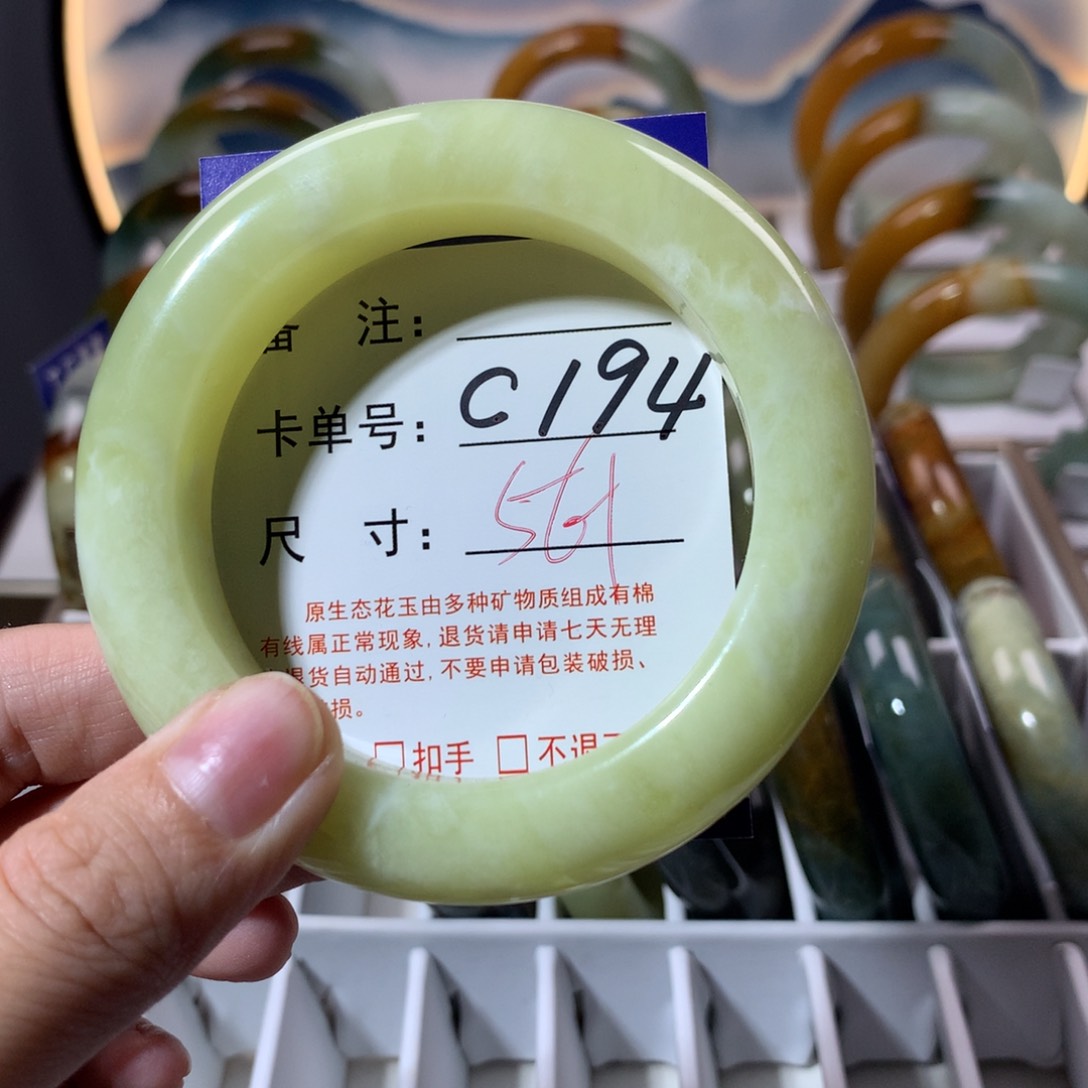 备 注:
卡单号: C194
尺 寸: 561
原生态花玉由多种矿物质组成有棉
有线属正常现象,退货请申请七天无理
退货自动通过,不要申请包装破损、
损。
□扣手 □不退